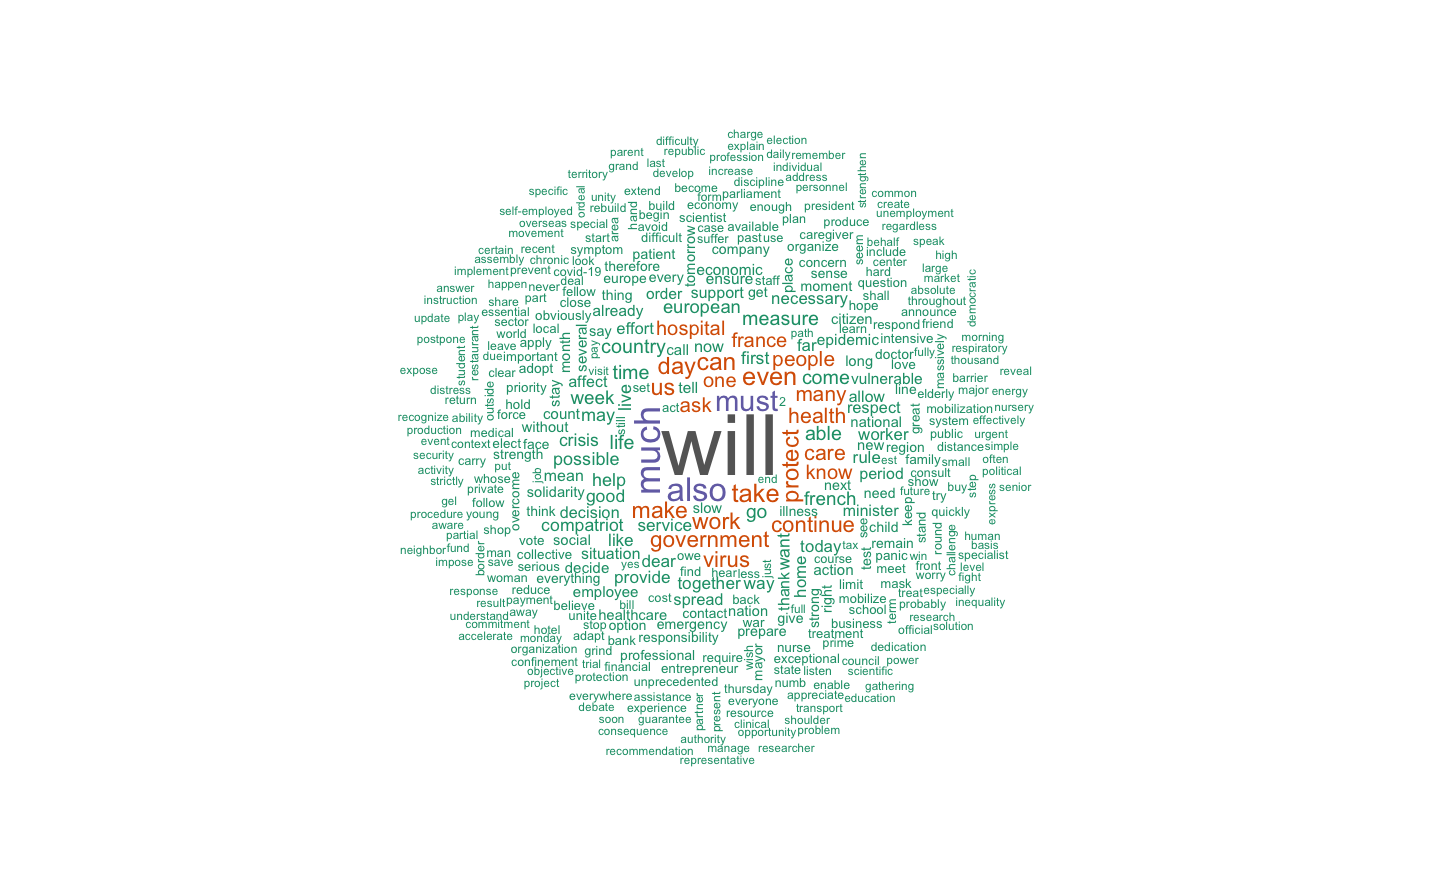 charge
difficulty
election
explain
parent
republic
profession
daily
remember
grand
last
individual
territory
develop
increase
address
strengthen
specific
ordeal
unity
extend
become
discipline
personnel
common
form
parliament
create
self-employed
rebuild
hand
build
economy
enough
president
unemployment
overseas
special
area
begin
scientist
plan
produce
regardless
movement
start
avoid
case
available
caregiver
difficult
suffer
past
use
seem
behalf
speak
certain
recent
symptom
patient
tomorrow
company
organize
include
high
assembly
chronic
look
therefore
economic
place
concern
center
large
implement
prevent
covid-19
europe
every
ensure
staff
sense
hard
market
democratic
answer
happen
never
deal
fellow
thing
order
support
get
necessary
moment
question
absolute
instruction
share
part
close
already
european
measure
hope
shall
throughout
essential
obviously
citizen
announce
update
play
sector
local
say
effort
hospital
learn
respond
friend
postpone
world
apply
month
several
pay
country
call
now
france
path
far
epidemic
intensive
massively
morning
student
restaurant
leave
due
important
first
people
long
doctor
fully
respiratory
expose
clear
adopt
visit
time
day
can
love
barrier
thousand
reveal
distress
priority
stay
affect
live
set
us
tell
one
even
come
vulnerable
line
elderly
major
energy
return
outside
hold
week
act
ask
must
2
many
allow
great
mobilization
nursery
recognize
ability
force
count
may
still
much
will
health
respect
national
system
effectively
production
medical
without
public
urgent
event
context
elect
face
crisis
life
able
worker
new
region
distance
simple
security
carry
strength
possible
protect
care
rule
est
family
small
often
activity
put
job
mean
help
know
period
consult
political
strictly
whose
end
next
show
step
private
solidarity
good
also
take
french
need
future
try
buy
express
senior
gel
follow
overcome
think
decision
make
slow
go
illness
minister
keep
quickly
procedure
young
aware
shop
compatriot
service
work
continue
see
child
stand
round
challenge
partial
vote
social
like
government
want
today
tax
test
remain
human
neighbor
fund
border
man
collective
situation
dear
owe
virus
just
home
course
panic
win
front
basis
specialist
impose
save
serious
decide
yes
find
hear
less
action
meet
worry
level
fight
woman
everything
provide
together
way
thank
strong
right
limit
mask
response
reduce
employee
cost
spread
back
full
mobilize
term
treat
especially
result
payment
believe
bill
contact
nation
give
school
probably
inequality
understand
away
unite
healthcare
war
business
research
commitment
hotel
stop
option
emergency
prepare
treatment
official
solution
accelerate
monday
adapt
bank
responsibility
prime
organization
grind
professional
require
wish
mayor
nurse
dedication
confinement
trial
financial
entrepreneur
exceptional
council
power
objective
protection
unprecedented
state
listen
scientific
project
thursday
numb
enable
gathering
everywhere
assistance
partner
present
everyone
appreciate
education
debate
experience
resource
transport
soon
guarantee
clinical
shoulder
consequence
opportunity
problem
authority
recommendation
manage
researcher
representative